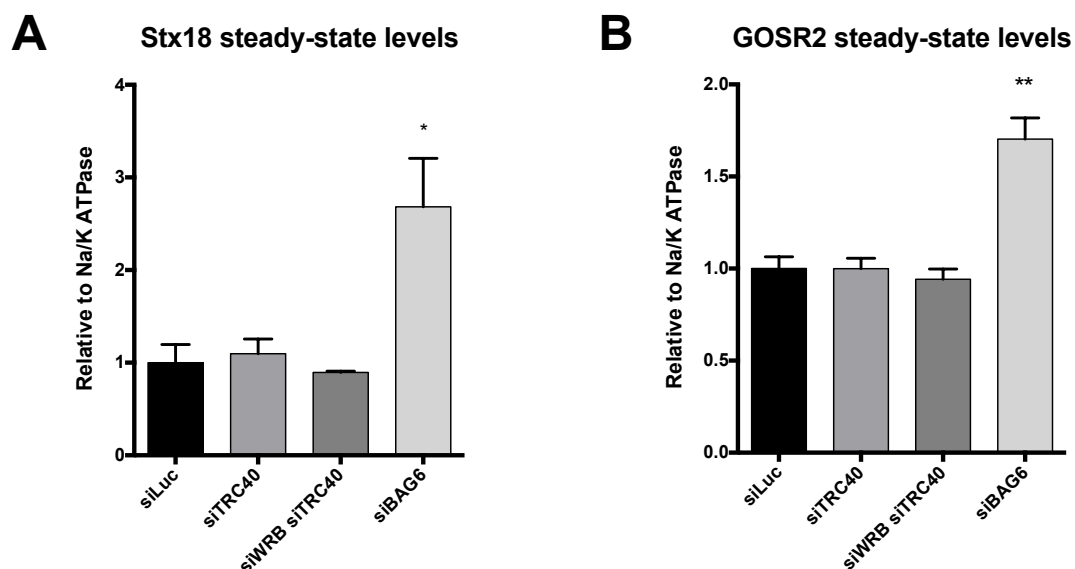 A
Stx18 steady-state levels
Relative to Na/K ATPase
4
3
2
1
0
*
siLuc
siTRC40
siWRB siTRC40
siBAG6
B
GOSR2 steady-state levels
Relative to Na/K ATPase
2.0
1.5
1.0
0.5
0.0
**
siLuc
siTRC40
siWRB siTRC40
siBAG6